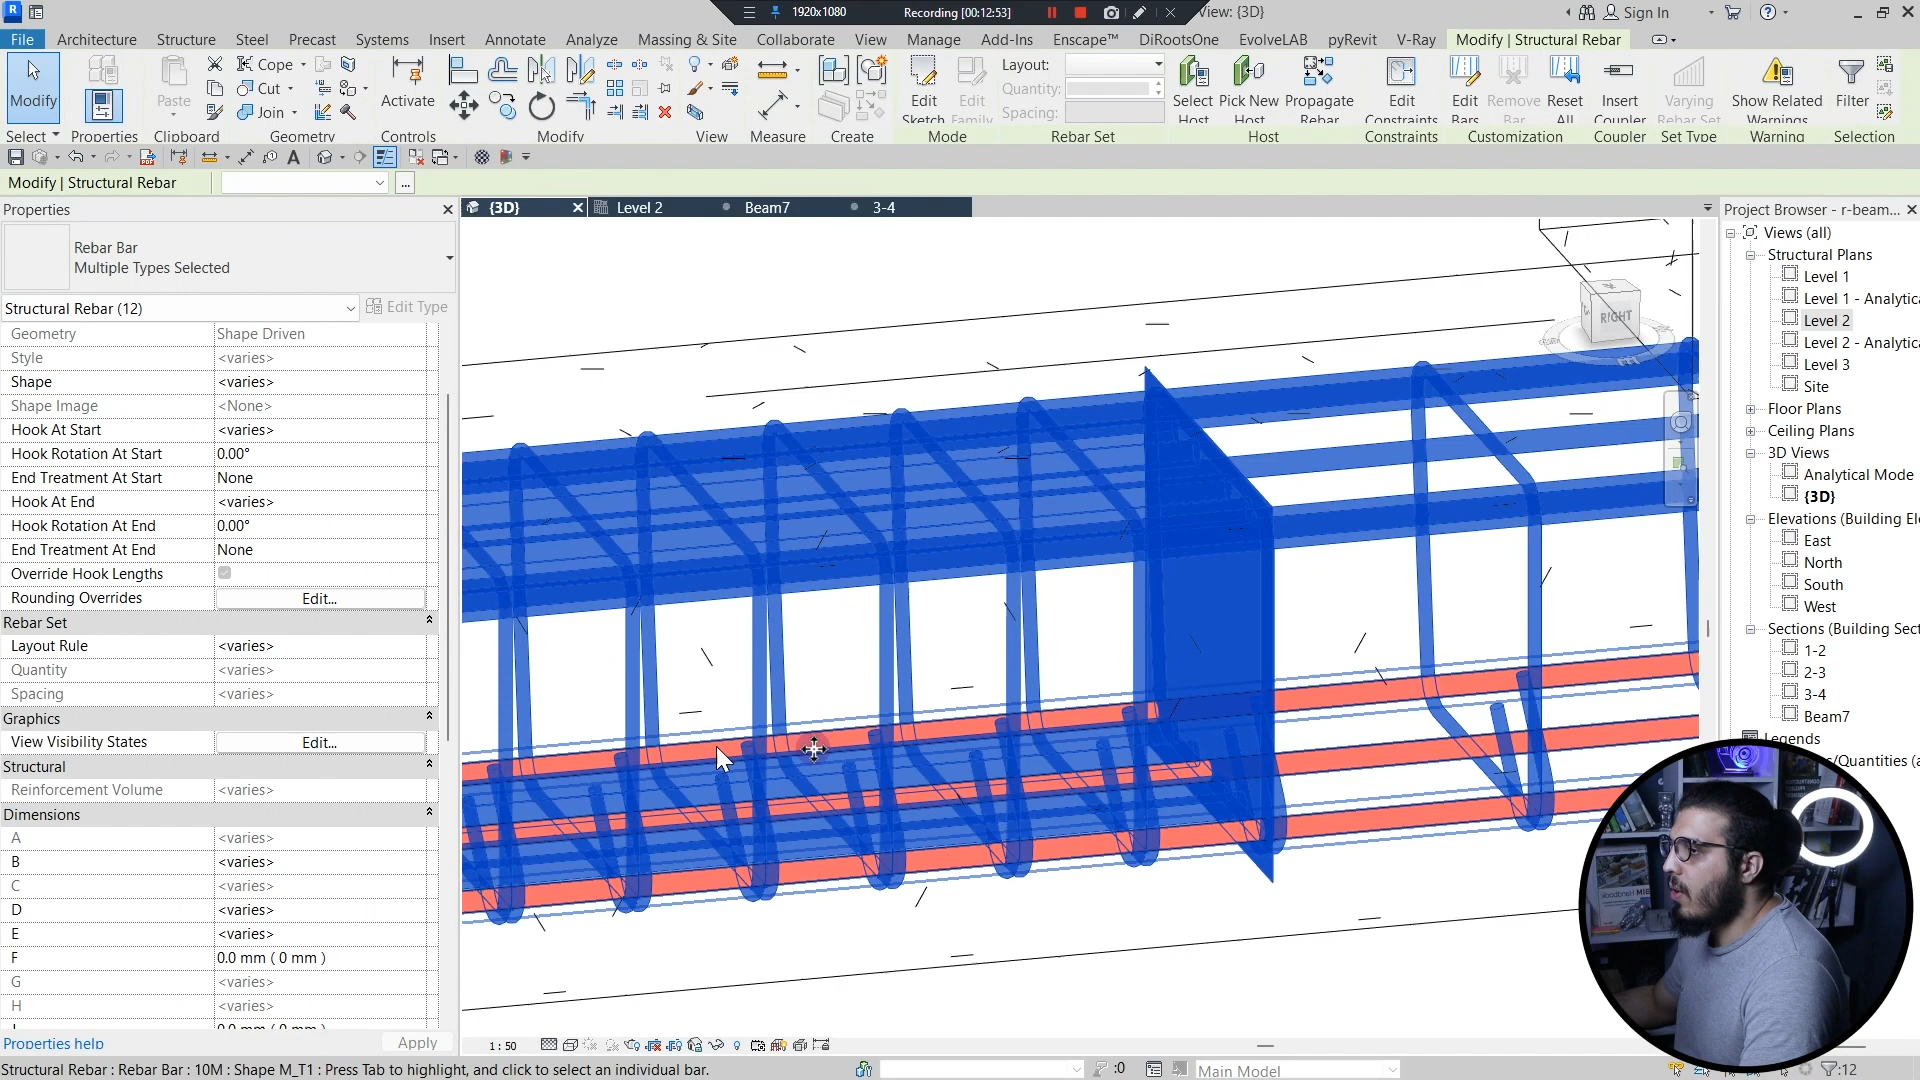 1920x1080
Recording [00:12:53]
View: {3D}
Sign In
File Architecture Structure Steel Precast Systems Insert Annotate Analyze Massing & Site Collaborate View Manage Add-Ins Enscape™ DiRootsOne EvolveLAB pyRevit V-Ray Modify | Structural Rebar
Modify
Paste
Cope
Cut
Join
Activate
Layout:
Quantity:
Spacing:
Edit Sketch
Edit Family
Select Host
Pick New Host
Propagate Rebar
Edit Constraints
Edit Bars
Remove Bar
Reset All
Insert Coupler
Varying Rebar Set
Show Related Warnings
Filter
Select Properties Clipboard Geometry Controls Modify View Measure Create Mode Rebar Set Host Constraints Customization Coupler Set Type Warning Selection
Modify | Structural Rebar
...
Properties
{3D}
Level 2
Beam7
3-4
Project Browser - r-beam...
Rebar Bar
Multiple Types Selected
Structural Rebar (12)
Edit Type
Geometry Shape Driven
Style <varies>
Shape <varies>
Shape Image <None>
Hook At Start <varies>
Hook Rotation At Start 0.00°
End Treatment At Start None
Hook At End <varies>
Hook Rotation At End 0.00°
End Treatment At End None
Override Hook Lengths
Rounding Overrides Edit...
Rebar Set
Layout Rule <varies>
Quantity <varies>
Spacing <varies>
Graphics
View Visibility States Edit...
Structural
Reinforcement Volume <varies>
Dimensions
A <varies>
B <varies>
C <varies>
D <varies>
E <varies>
F 0.0 mm ( 0 mm )
G <varies>
H <varies>
Properties help
Apply
RIGHT
Views (all)
Structural Plans
Level 1
Level 1 - Analytica
Level 2
Level 2 - Analytica
Level 3
Site
Floor Plans
Ceiling Plans
3D Views
Analytical Mode
{3D}
Elevations (Building El
East
North
South
West
Sections (Building Sect
1-2
2-3
3-4
Beam7
Legends
s/Quantities (a
1 : 50
Structural Rebar : Rebar Bar : 10M : Shape M_T1 : Press Tab to highlight, and click to select an individual bar.
:0
Main Model
:12